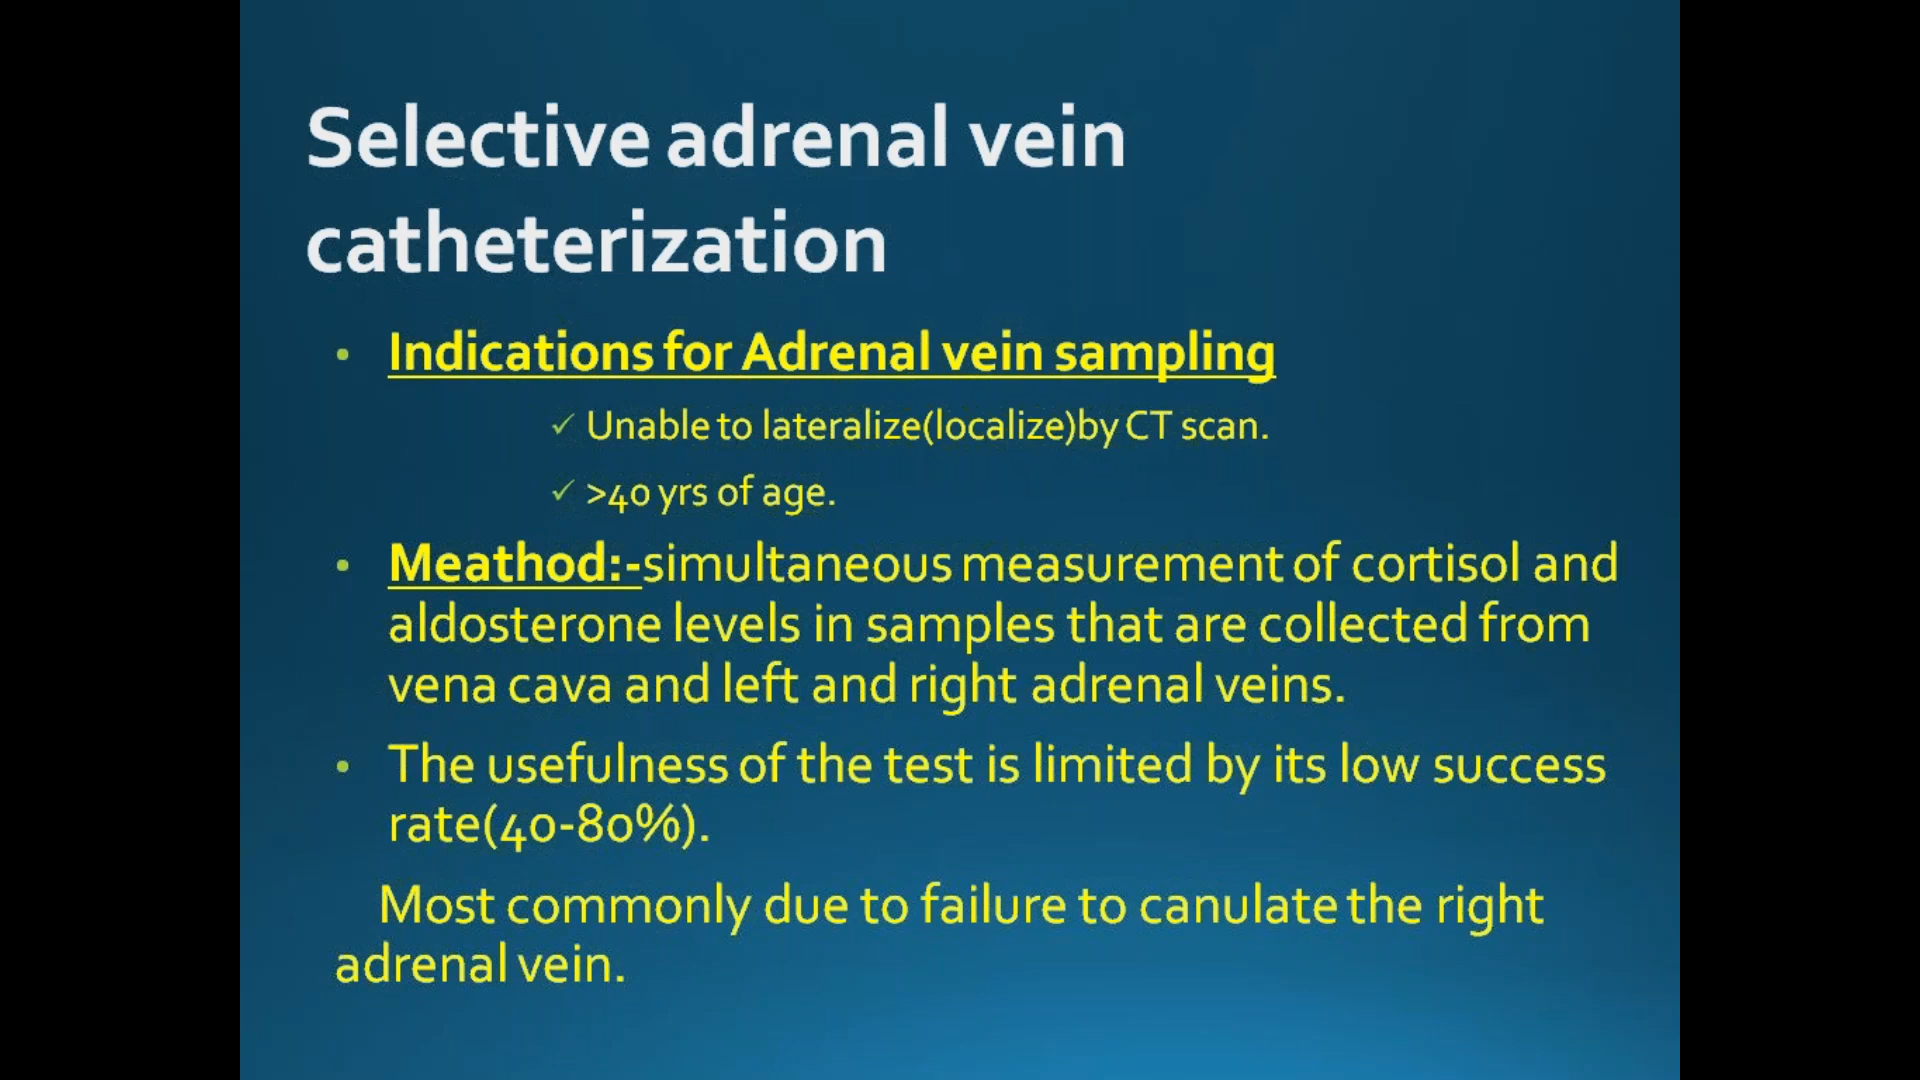 Selective adrenal vein
catheterization
• Indications for Adrenal vein sampling
✓ Unable to lateralize(localize)by CT scan.
✓ >40 yrs of age.
• Meathod:-simultaneous measurement of cortisol and
aldosterone levels in samples that are collected from
vena cava and left and right adrenal veins.
• The usefulness of the test is limited by its low success
rate(40-80%).
Most commonly due to failure to canulate the right
adrenal vein.